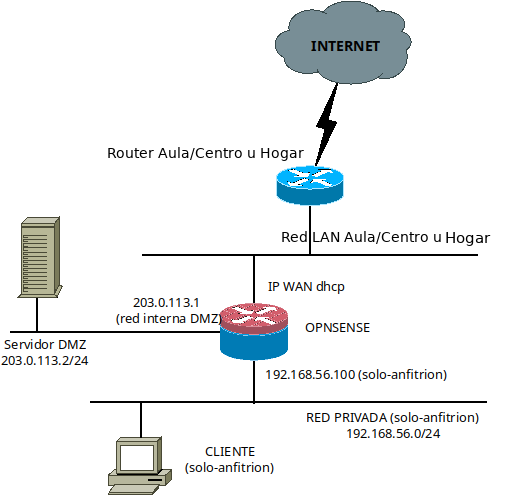 INTERNET
Router Aula/Centro u Hogar
Red LAN Aula/Centro u Hogar
IP WAN dhcp
203.0.113.1
(red interna DMZ)
OPNSENSE
Servidor DMZ
203.0.113.2/24
192.168.56.100 (solo-anfitrion)
RED PRIVADA (solo-anfitrion)
192.168.56.0/24
CLIENTE
(solo-anfitrion)